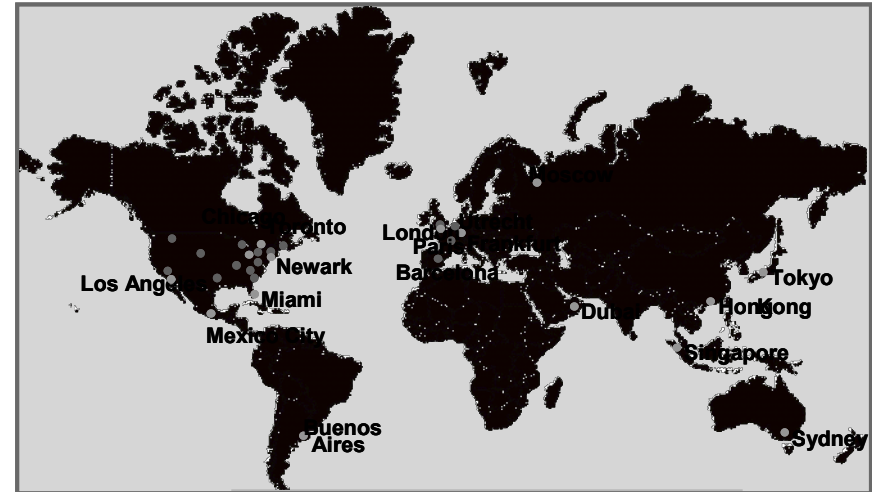 Moscow
Chicago
Toronto
London
Paris
Frankfurt
Newark
Barcelona
Los Angeles
Tokyo
Miami
Hong Kong
Dubai
Mexico City
Singapore
Buenos
Aires
Sydney